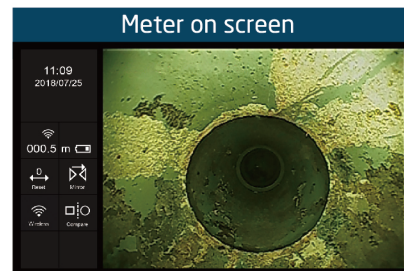 Meter on screen
11:09
2018/07/25
000.5 m
0
Reset
Mirror
Wireless
Compare